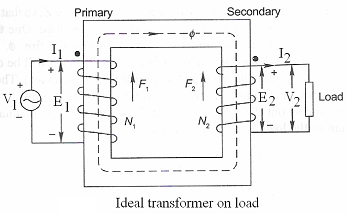 Primary Secondary
ϕ
I1 I2
+ +
+ F1 F2
V1 E1 E2 V2 Load
N1 N2
− − −
Ideal transformer on load